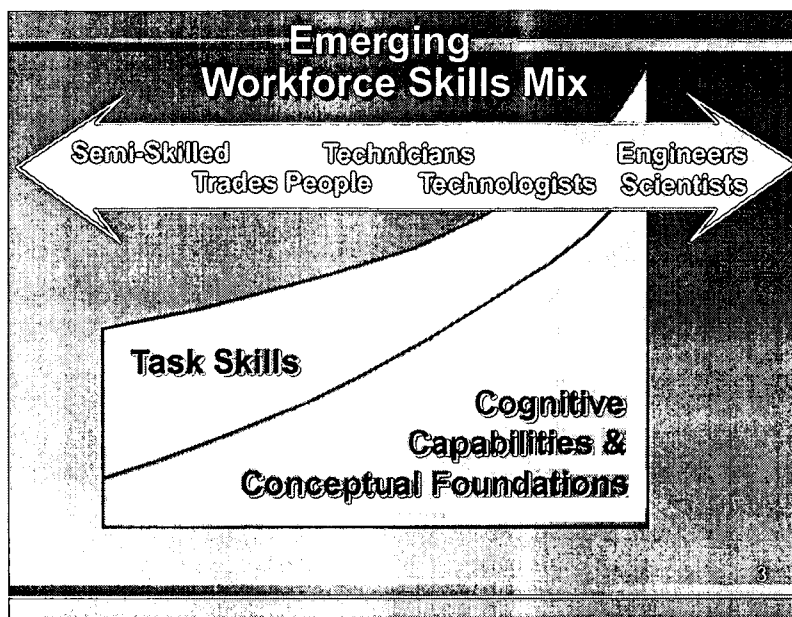 Emerging
Workforce Skills Mix
Semi-Skilled Technicians Engineers
Trades People Technologists Scientists
Task Skills
Cognitive
Capabilities &
Conceptual Foundations
3